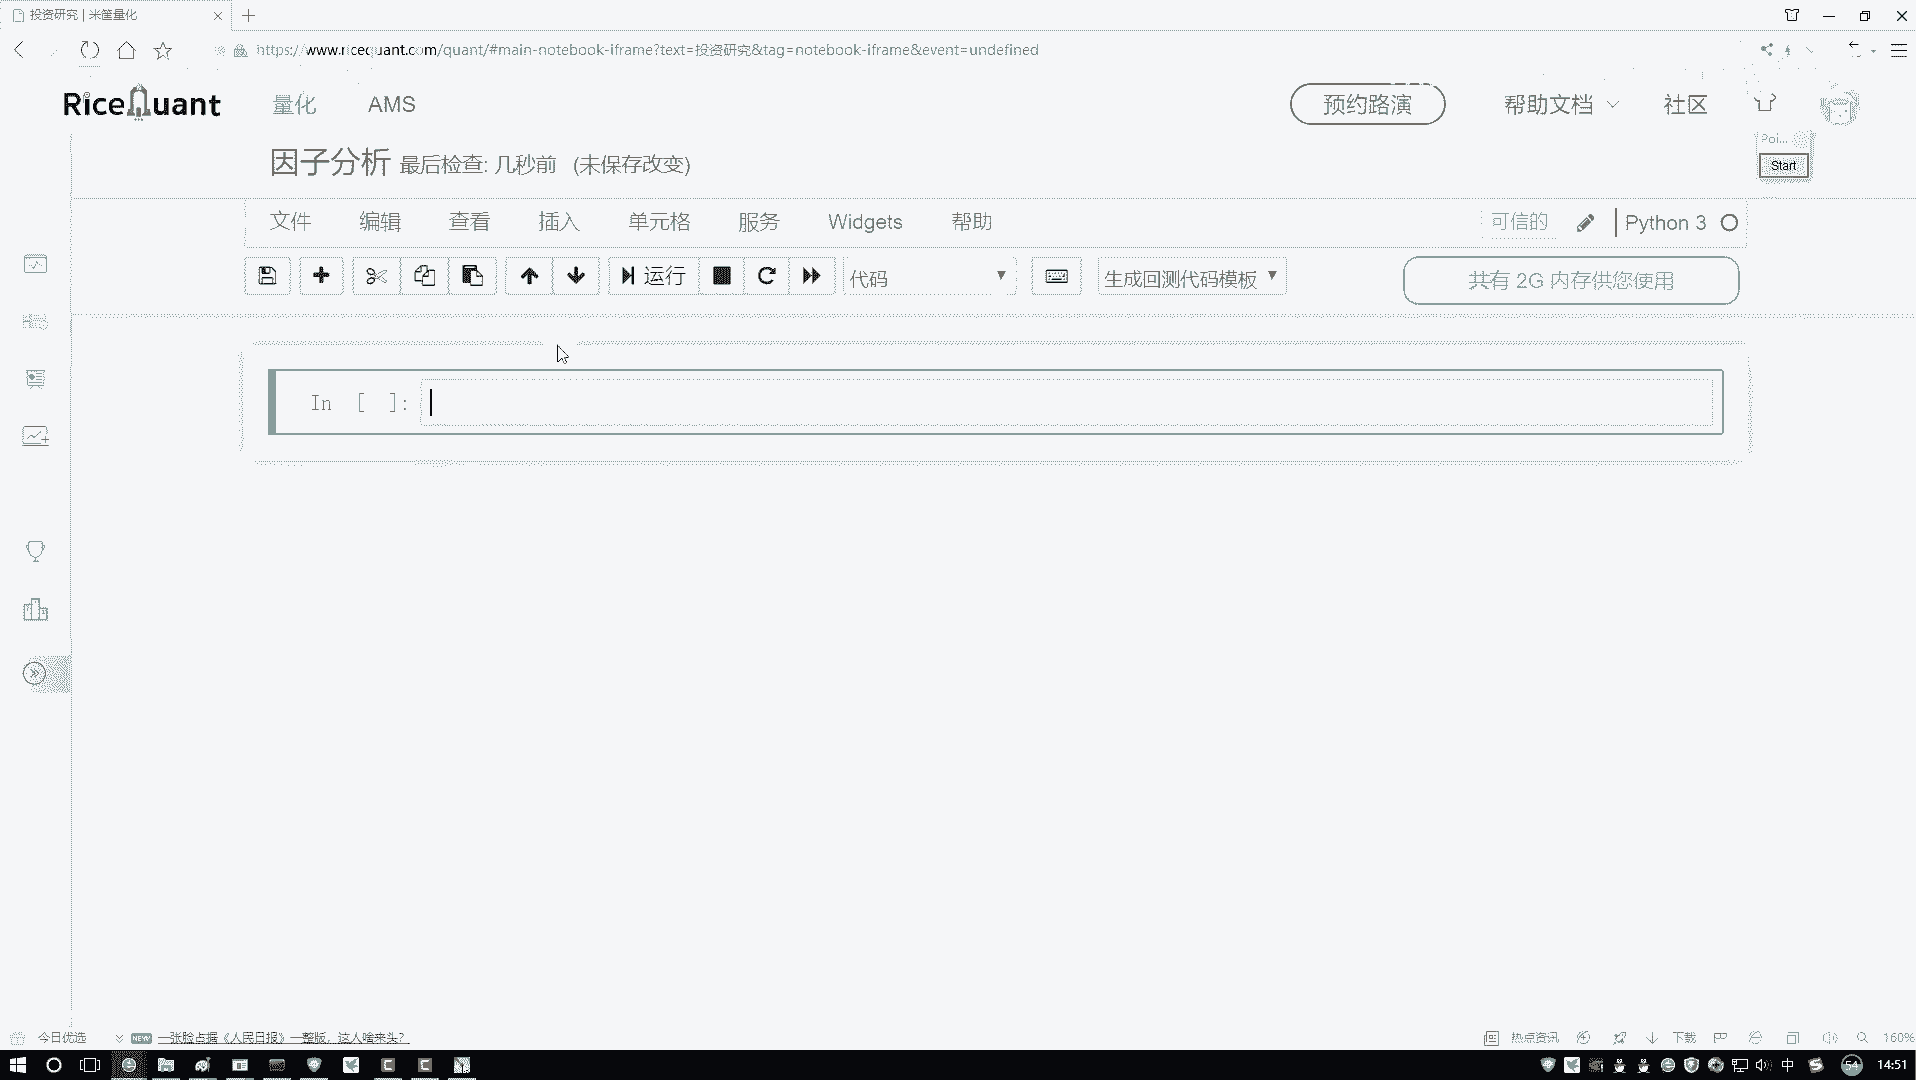 投资研究 | 米筐量化
https://www.ricequant.com/quant/#main-notebook-iframe?text=投资研究&tag=notebook-iframe&event=undefined
RiceQuant 量化 AMS 预约路演 帮助文档 社区
Poi...
因子分析 最后检查: 几秒前 (未保存改变)
Start
文件 编辑 查看 插入 单元格 服务 Widgets 帮助 可信的 Python 3
运行 代码 生成回测代码模板 共有 2G 内存供您使用
In [ ]:
今日优选 NEW 一张脸占据《人民日报》一整版,这人啥来头? 热点资讯 下载 160%
中 54 14:51